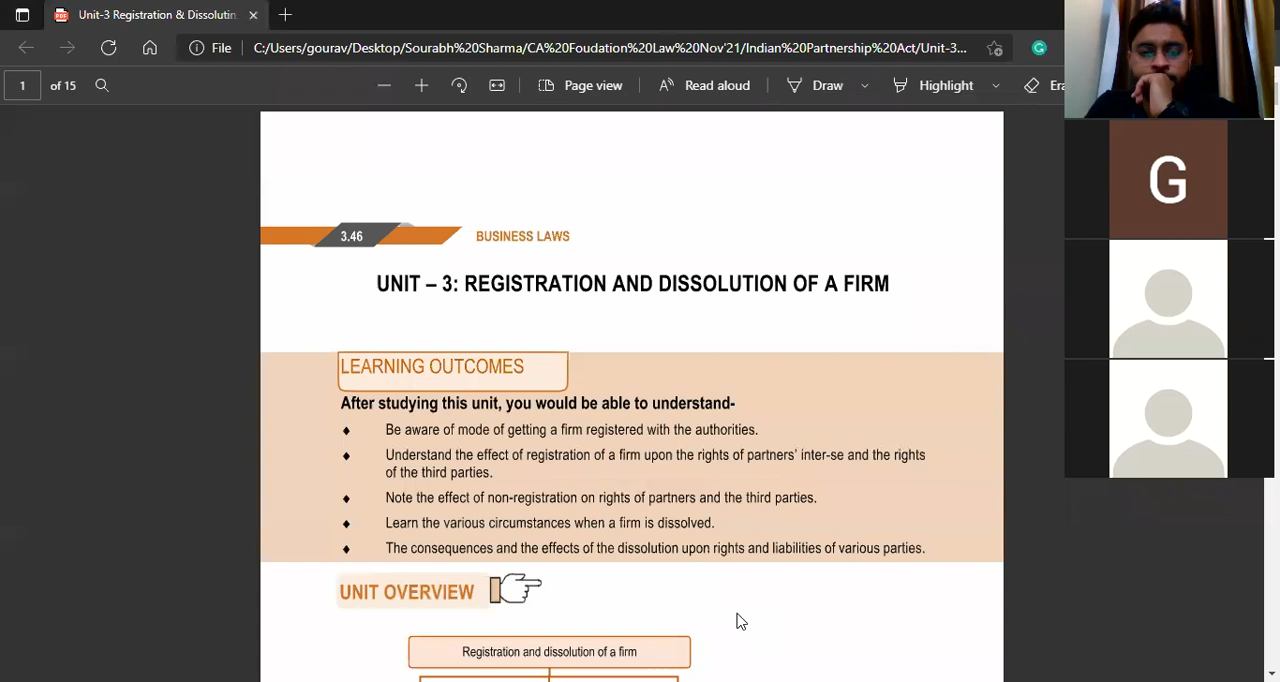 Unit-3 Registration & Dissolutin
1 of 15
File C:/Users/gourav/Desktop/Sourabh%20Sharma/CA%20Foudation%20Law%20Nov'21/Indian%20Partnership%20Act/Unit-3...
Page view Read aloud Draw Highlight Era
G
3.46 BUSINESS LAWS
UNIT – 3: REGISTRATION AND DISSOLUTION OF A FIRM
LEARNING OUTCOMES
After studying this unit, you would be able to understand-
Be aware of mode of getting a firm registered with the authorities.
Understand the effect of registration of a firm upon the rights of partners' inter-se and the rights
of the third parties.
Note the effect of non-registration on rights of partners and the third parties.
Learn the various circumstances when a firm is dissolved.
The consequences and the effects of the dissolution upon rights and liabilities of various parties.
UNIT OVERVIEW
Registration and dissolution of a firm